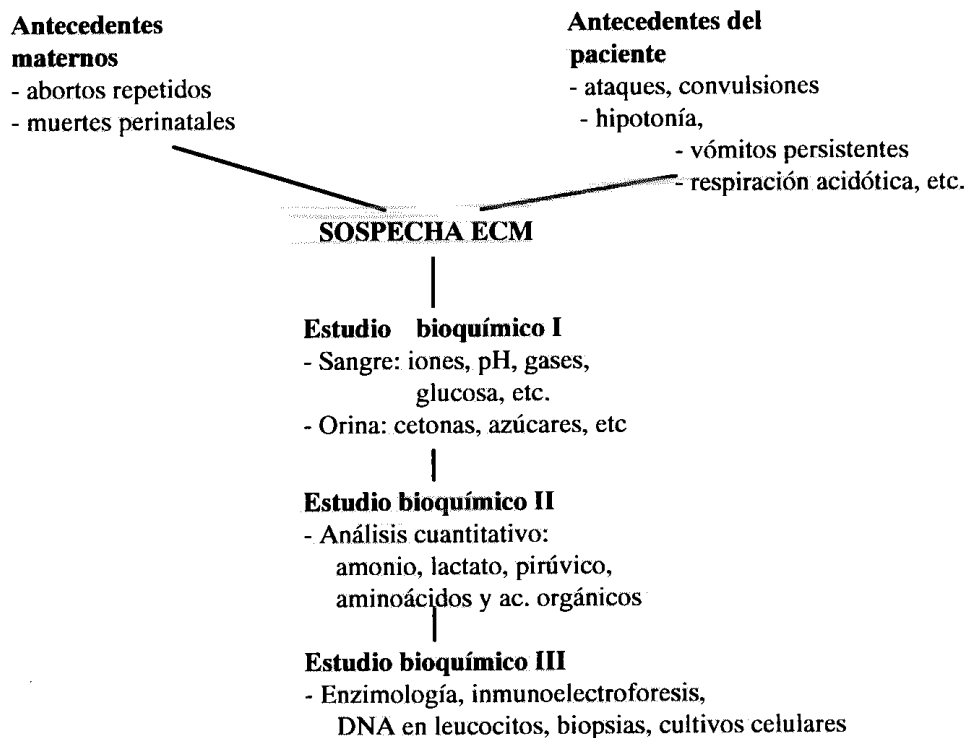 Antecedentes
maternos
- abortos repetidos
- muertes perinatales
Antecedentes del
paciente
- ataques, convulsiones
- hipotonía,
- vómitos persistentes
- respiración acidótica, etc.
SOSPECHA ECM
Estudio bioquímico I
- Sangre: iones, pH, gases,
glucosa, etc.
- Orina: cetonas, azúcares, etc
Estudio bioquímico II
- Análisis cuantitativo:
amonio, lactato, pirúvico,
aminoácidos y ac. orgánicos
Estudio bioquímico III
- Enzimología, inmunoelectroforesis,
DNA en leucocitos, biopsias, cultivos celulares